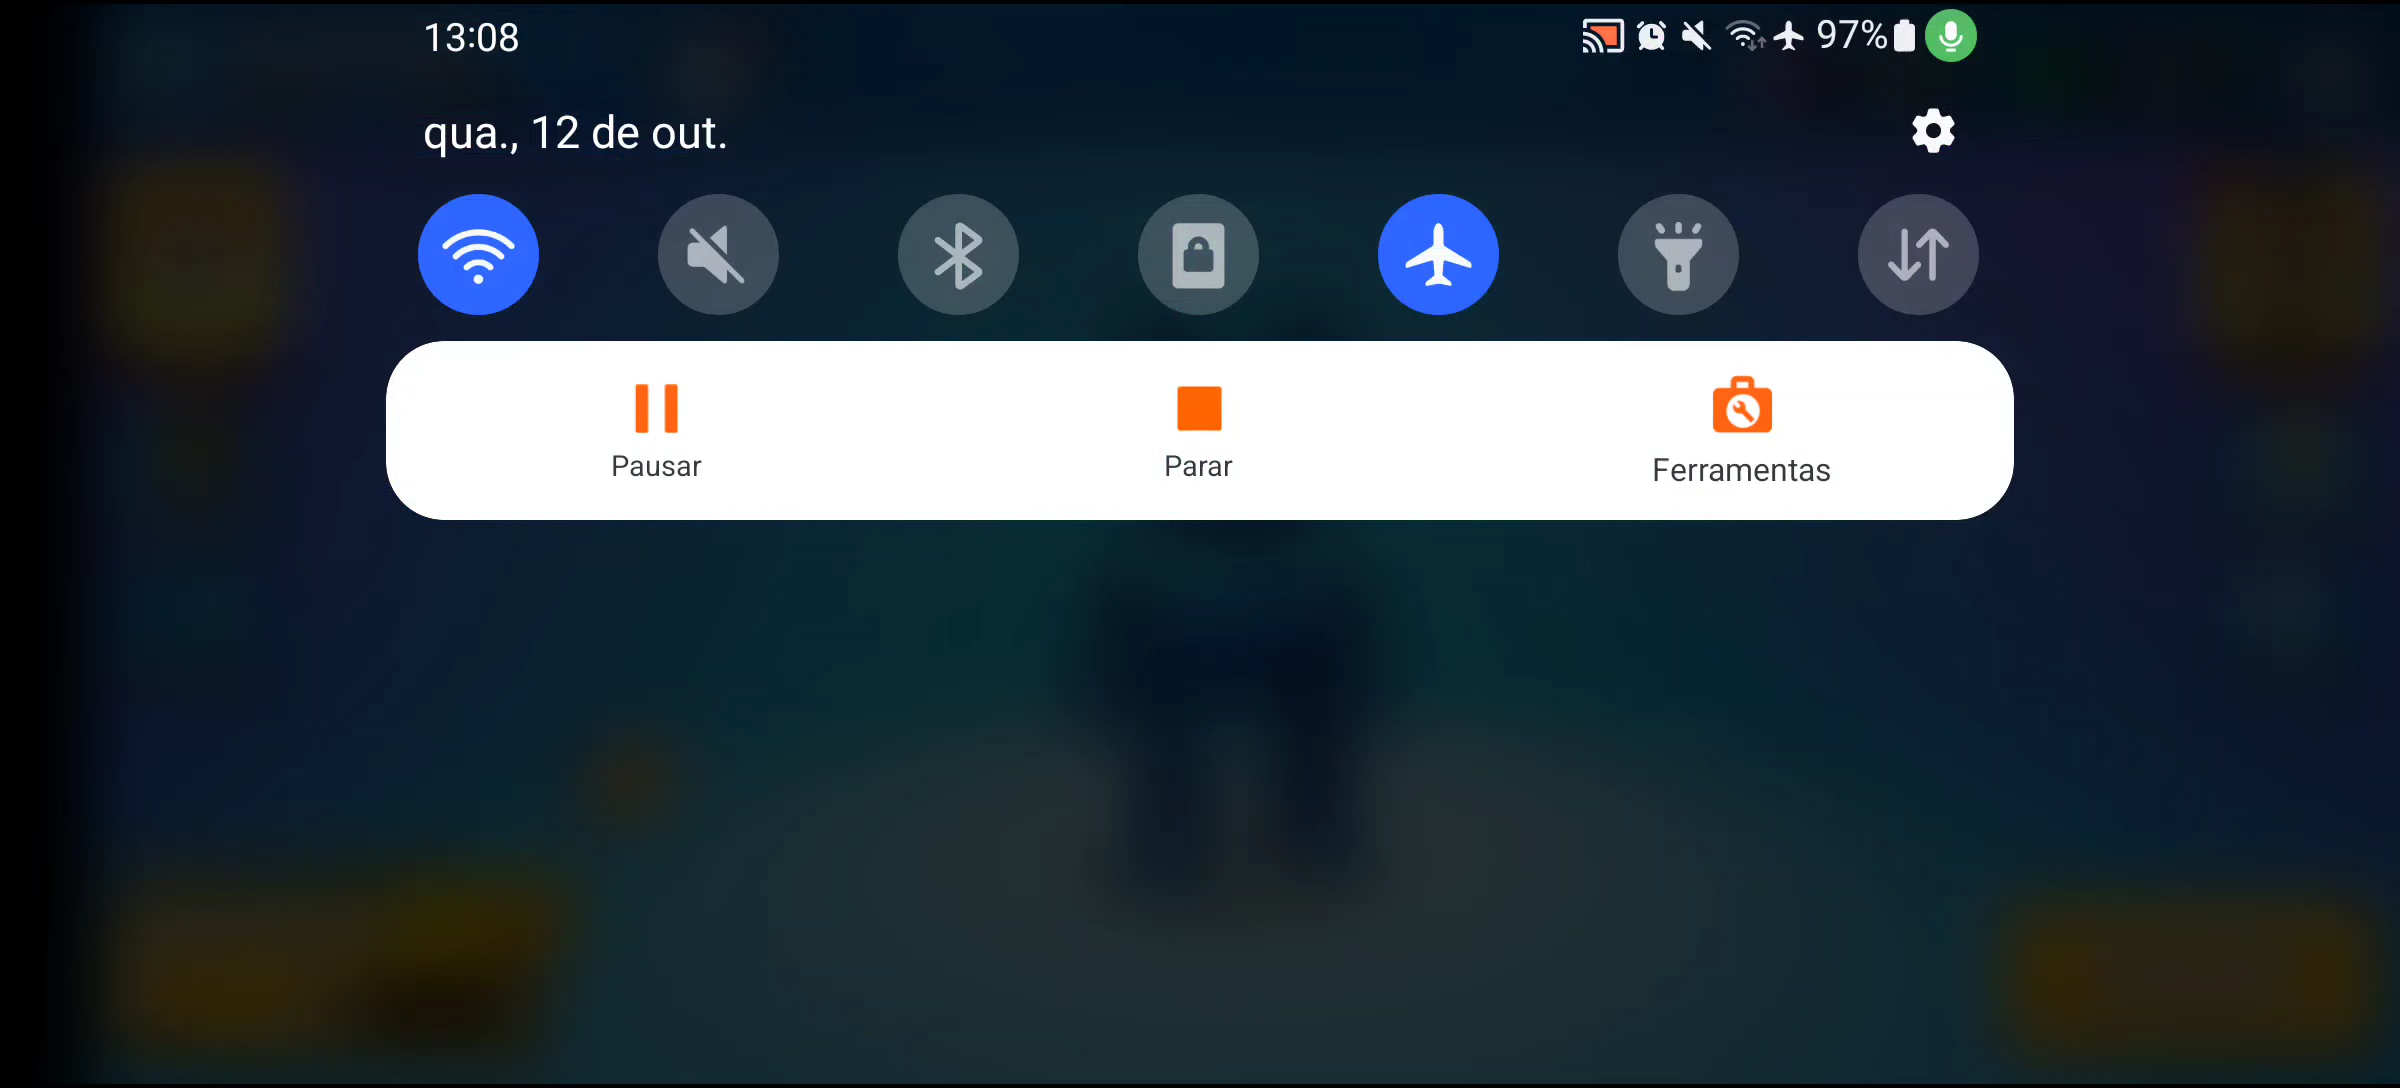 13:08
97%
qua., 12 de out.
Pausar
Parar
Ferramentas